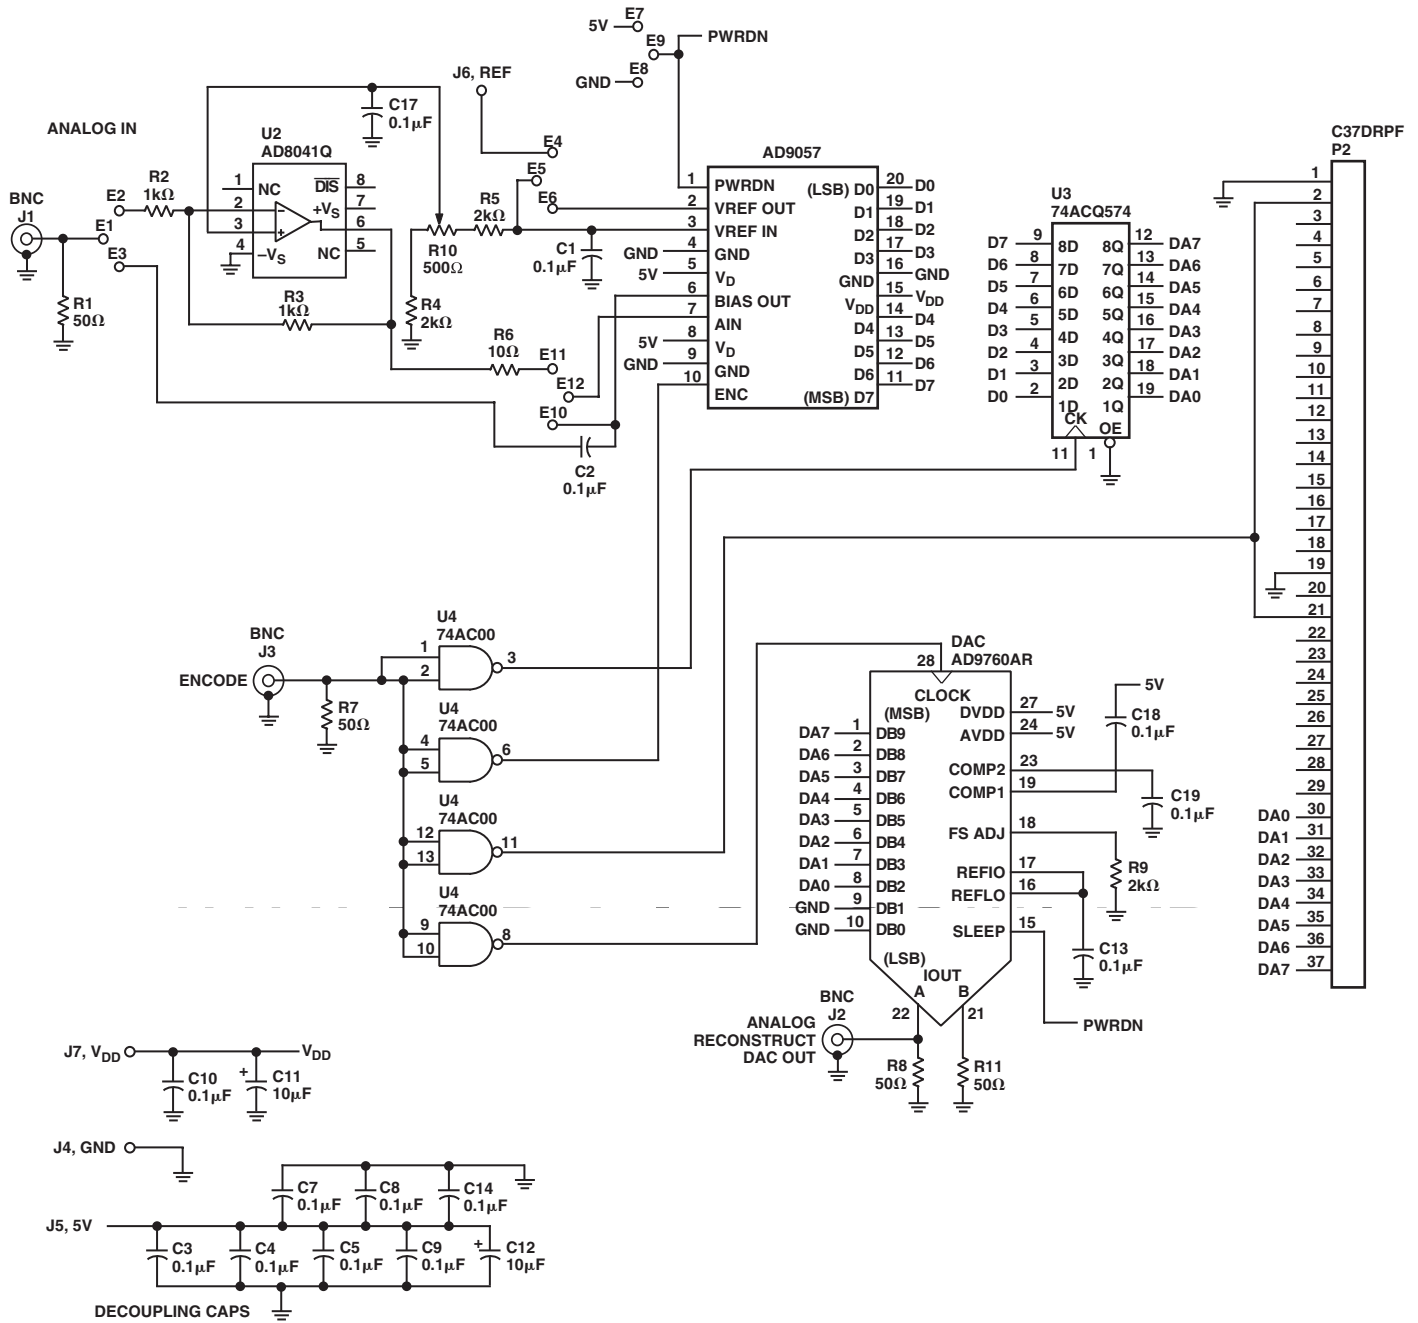 ANALOG IN
BNC
J1
R1
50Ω
E2
E1
E3
R2
1kΩ
U2
AD8041Q
1 NC
2
3
4 –VS
DIS 8
+VS 7
6
NC 5
C17
0.1µF
R3
1kΩ
J6, REF
R10
500Ω
R4
2kΩ
R5
2kΩ
E4
E5
E6
C1
0.1µF
R6
10Ω
E11
E12
E10
C2
0.1µF
5V E7
E9
PWRDN
GND E8
AD9057
1 PWRDN
2 VREF OUT
3 VREF IN
GND 4 GND
5V 5 VD
6 BIAS OUT
7 AIN
5V 8 VD
GND 9 GND
10 ENC
(LSB) D0 20 D0
D1 19 D1
D2 18 D2
D3 17 D3
GND 16 GND
VDD 15 VDD
D4 14 D4
D5 13 D5
D6 12 D6
(MSB) D7 11 D7
U3
74ACQ574
D7 9 8D 8Q 12 DA7
D6 8 7D 7Q 13 DA6
D5 7 6D 6Q 14 DA5
D4 6 5D 5Q 15 DA4
D3 5 4D 4Q 16 DA3
D2 4 3D 3Q 17 DA2
D1 3 2D 2Q 18 DA1
D0 2 1D 1Q 19 DA0
CK OE
11 1
C37DRPF
P2
1
2
3
4
5
6
7
8
9
10
11
12
13
14
15
16
17
18
19
20
21
22
23
24
25
26
27
28
29
DA0 30
DA1 31
DA2 32
DA3 33
DA4 34
DA5 35
DA6 36
DA7 37
BNC
J3
ENCODE
R7
50Ω
U4
74AC00
1
2
3
U4
74AC00
4
5
6
U4
74AC00
12
13
11
U4
74AC00
9
10
8
DAC
AD9760AR
28
CLOCK
(MSB)
DA7 1 DB9
DA6 2 DB8
DA5 3 DB7
DA4 4 DB6
DA3 5 DB5
DA2 6 DB4
DA1 7 DB3
DA0 8 DB2
GND 9 DB1
GND 10 DB0
(LSB)
DVDD 27 5V
AVDD 24 5V
COMP2 23
COMP1 19
FS ADJ 18
REFIO 17
REFLO 16
SLEEP 15
IOUT
A B
22 21
5V
C18
0.1µF
C19
0.1µF
R9
2kΩ
C13
0.1µF
PWRDN
BNC
J2
ANALOG
RECONSTRUCT
DAC OUT
R8
50Ω
R11
50Ω
J7, VDD
VDD
C10
0.1µF
+
C11
10µF
J4, GND
C7
0.1µF
C8
0.1µF
C14
0.1µF
J5, 5V
C3
0.1µF
C4
0.1µF
C5
0.1µF
C9
0.1µF
+
C12
10µF
DECOUPLING CAPS